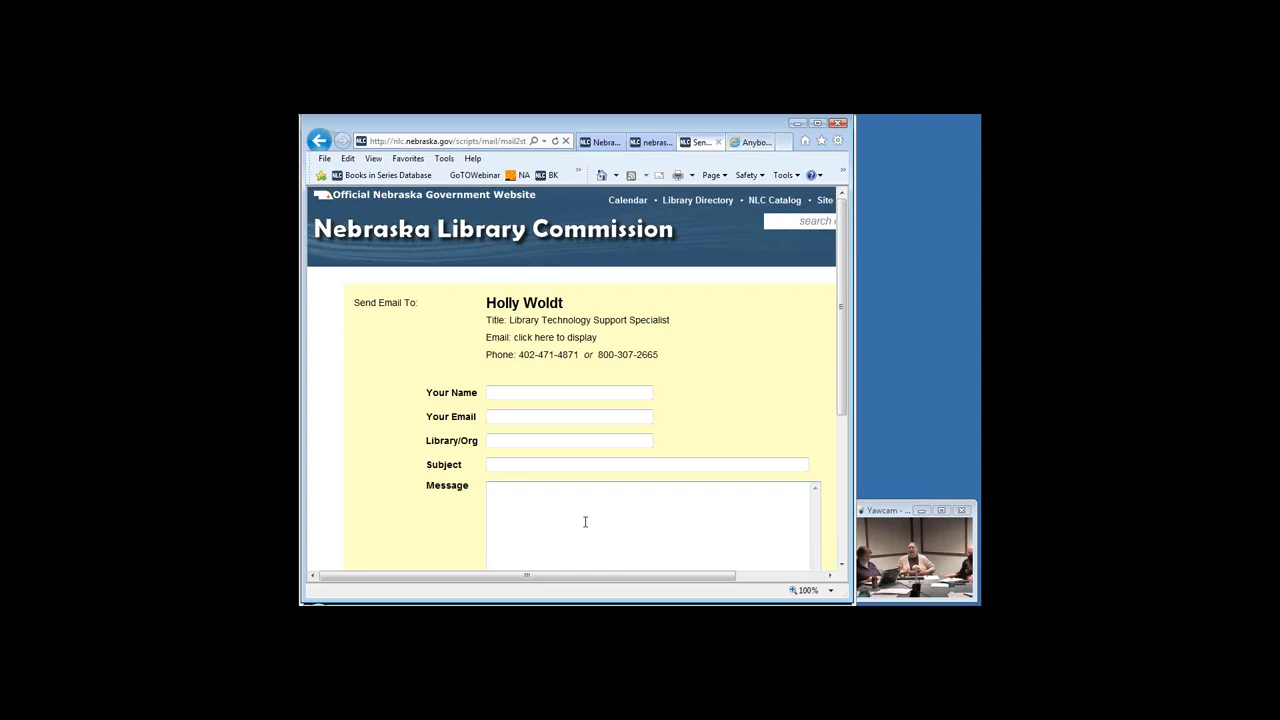 http://nlc.nebraska.gov/scripts/mail/mail2st
Nebra...
nebras...
Sen...
Anybo...
File Edit View Favorites Tools Help
Books in Series Database GoTOWebinar NA BK
Page Safety Tools
Official Nebraska Government Website
Calendar • Library Directory • NLC Catalog • Site
search
Nebraska Library Commission
Send Email To: Holly Woldt
Title: Library Technology Support Specialist
Email: click here to display
Phone: 402-471-4871 or 800-307-2665
Your Name
Your Email
Library/Org
Subject
Message
Yawcam - ...
100%